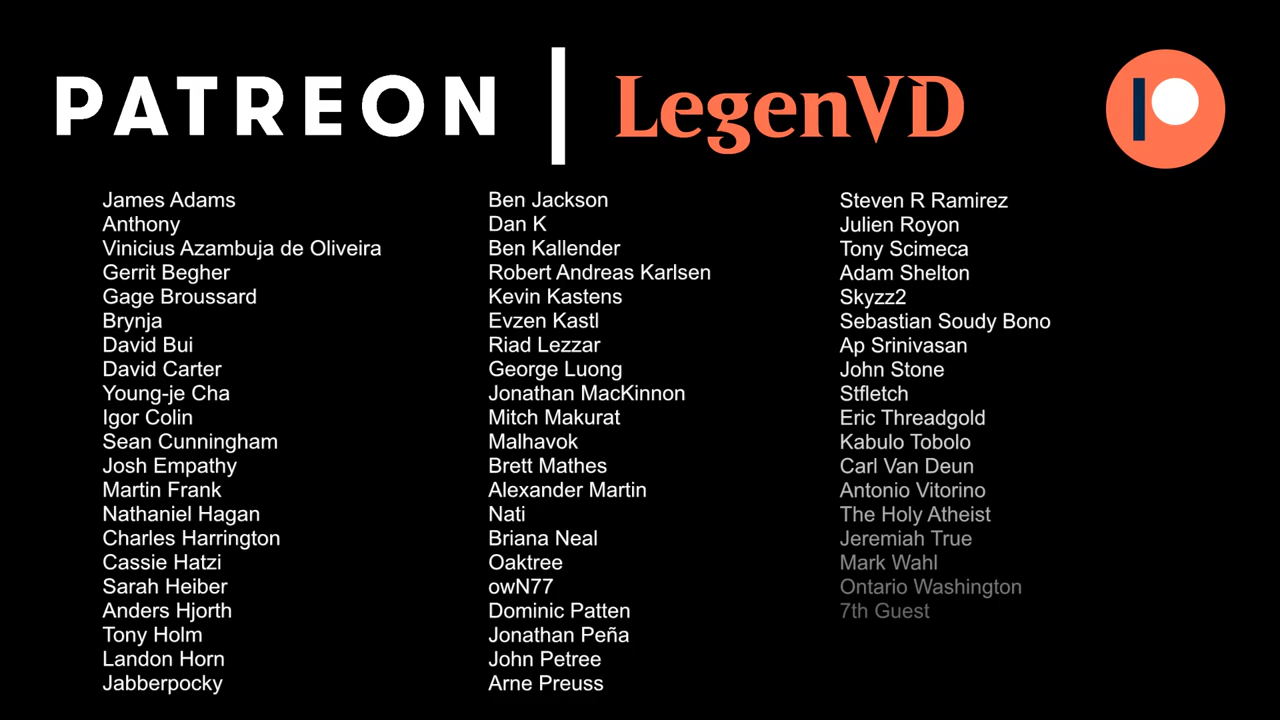 PATREON | LegenVD
James Adams
Anthony
Vinicius Azambuja de Oliveira
Gerrit Begher
Gage Broussard
Brynja
David Bui
David Carter
Young-je Cha
Igor Colin
Sean Cunningham
Josh Empathy
Martin Frank
Nathaniel Hagan
Charles Harrington
Cassie Hatzi
Sarah Heiber
Anders Hjorth
Tony Holm
Landon Horn
Jabberpocky
Ben Jackson
Dan K
Ben Kallender
Robert Andreas Karlsen
Kevin Kastens
Evzen Kastl
Riad Lezzar
George Luong
Jonathan MacKinnon
Mitch Makurat
Malhavok
Brett Mathes
Alexander Martin
Nati
Briana Neal
Oaktree
owN77
Dominic Patten
Jonathan Peña
John Petree
Arne Preuss
Steven R Ramirez
Julien Royon
Tony Scimeca
Adam Shelton
Skyzz2
Sebastian Soudy Bono
Ap Srinivasan
John Stone
Stfletch
Eric Threadgold
Kabulo Tobolo
Carl Van Deun
Antonio Vitorino
The Holy Atheist
Jeremiah True
Mark Wahl
Ontario Washington
7th Guest